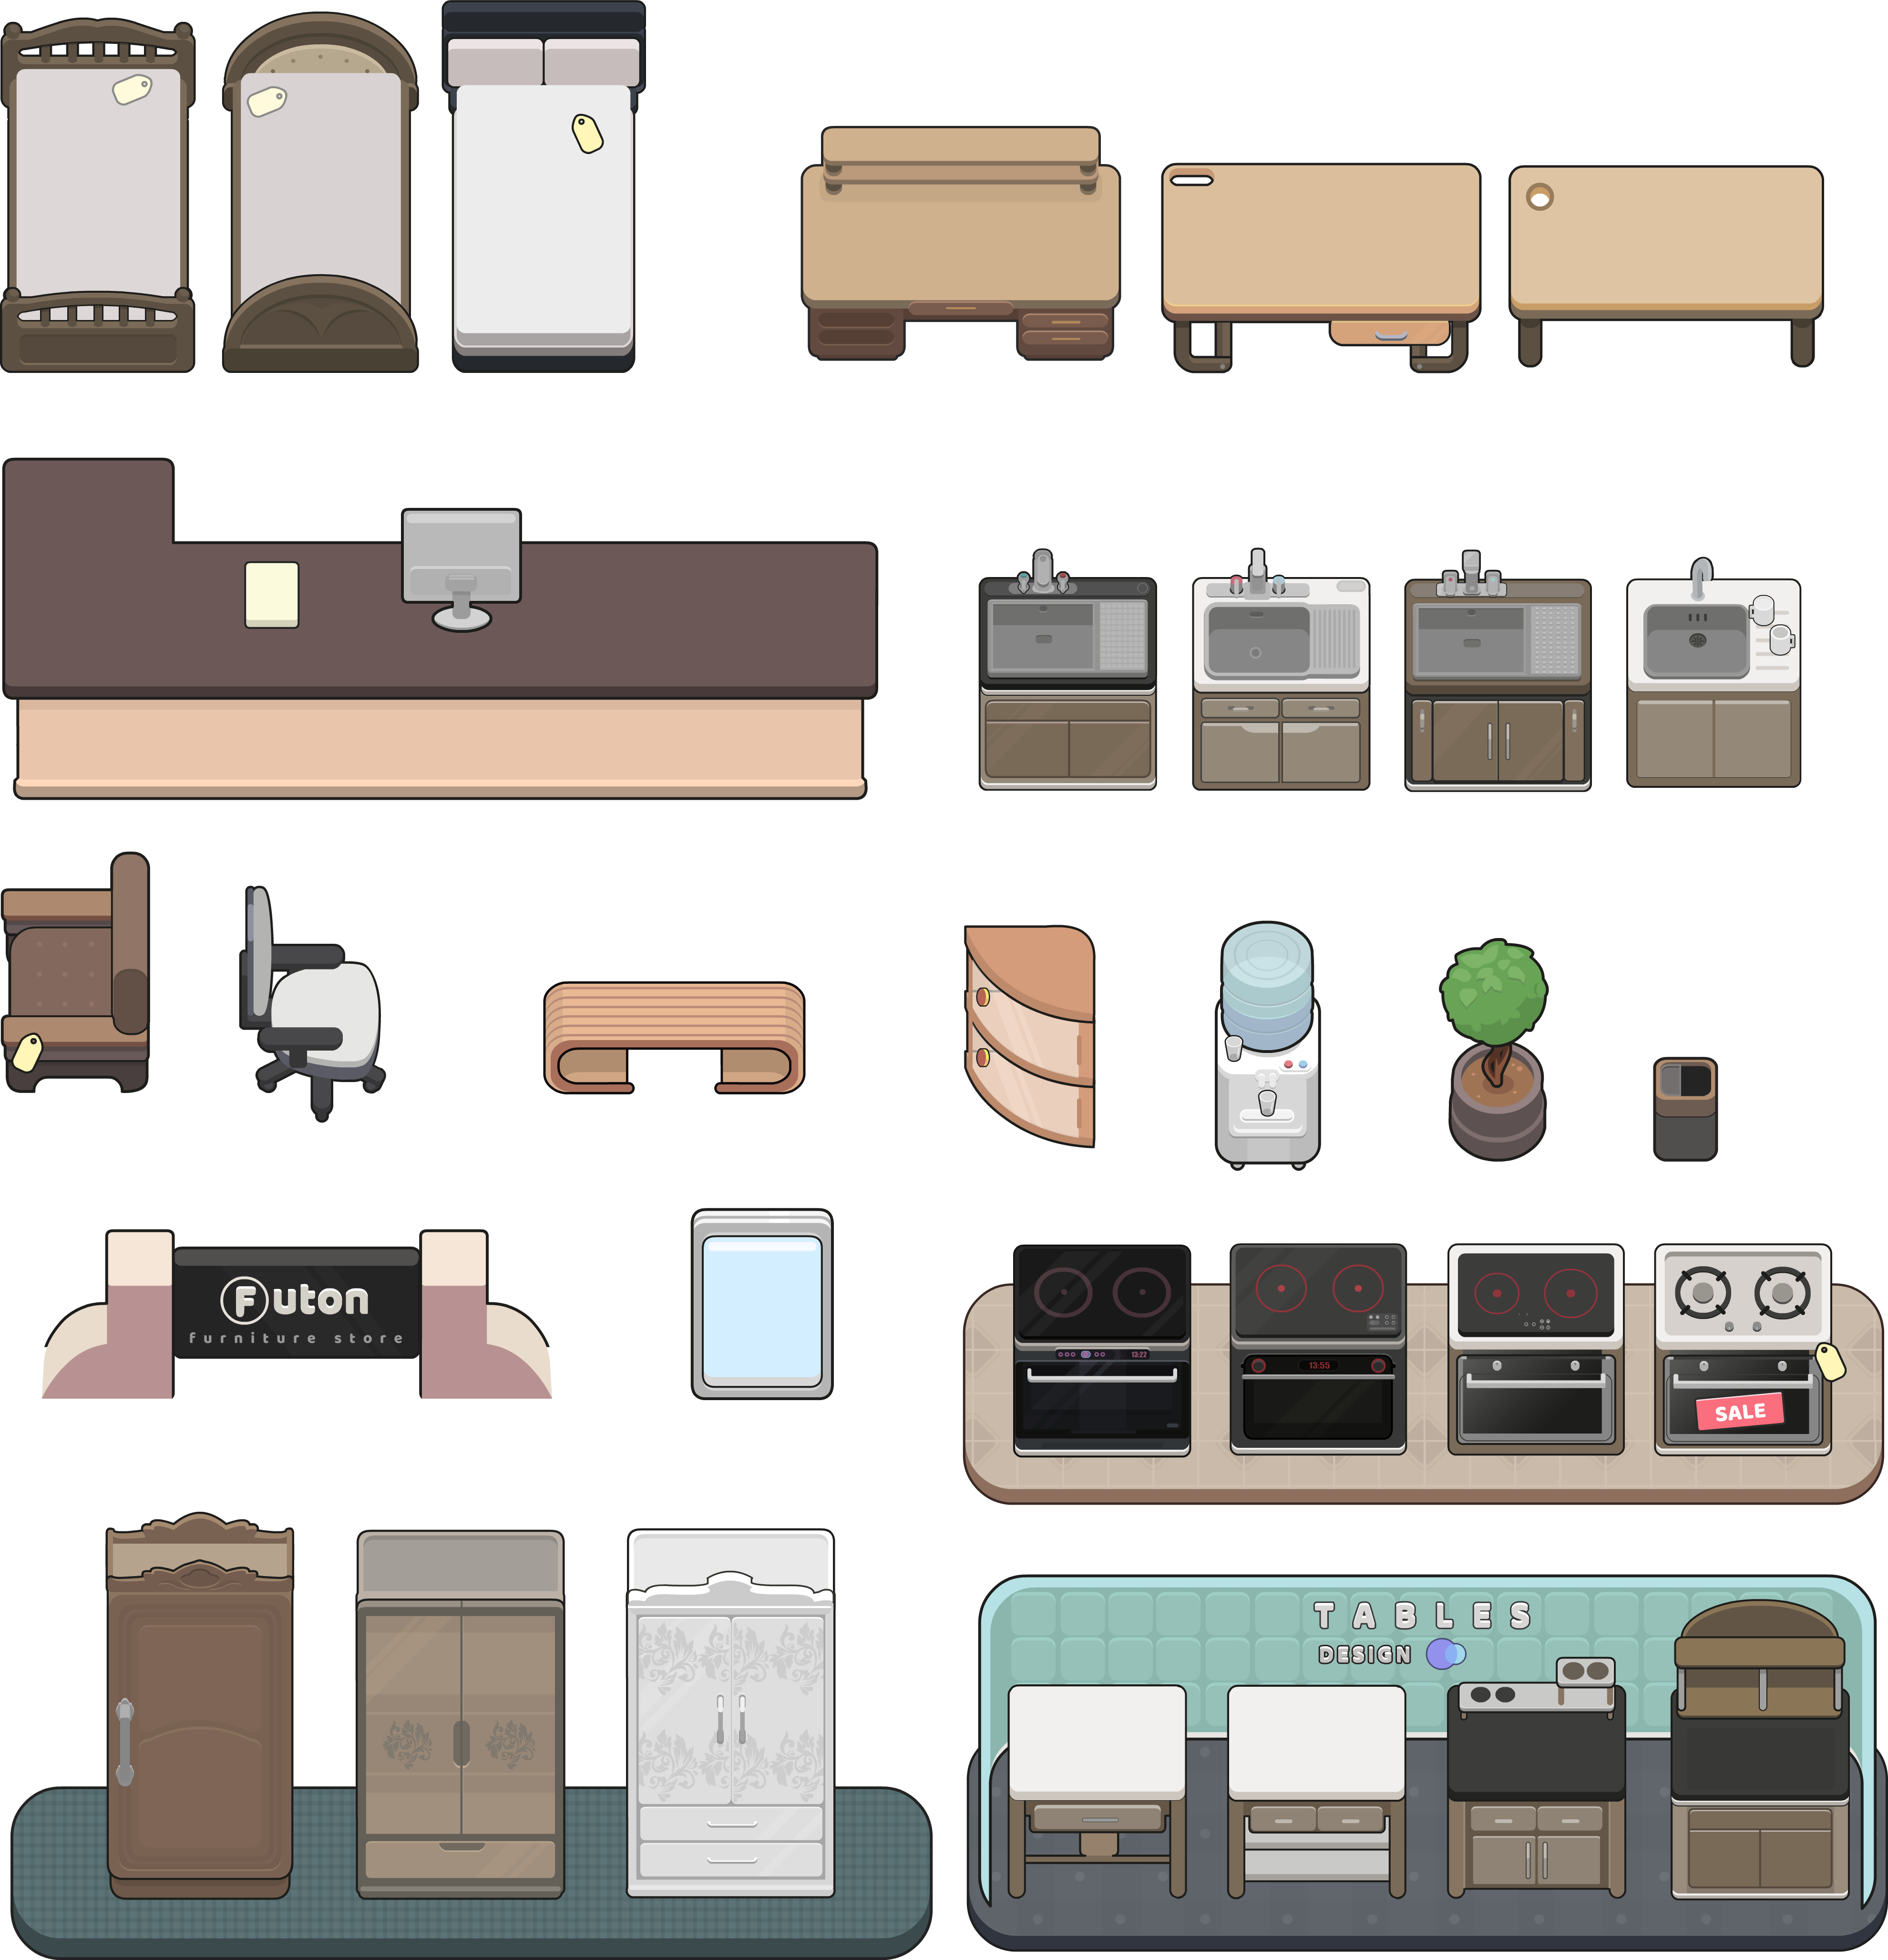 Futon
furniture store
13:22
13:55
SALE
TABLES
DESIGN